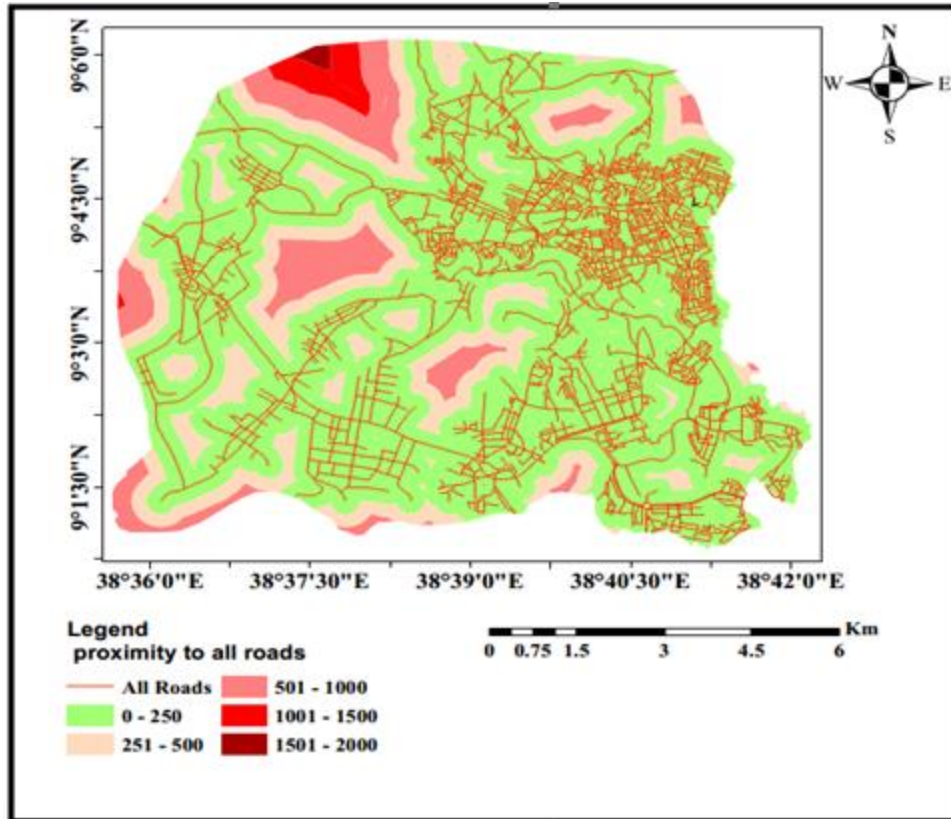 N
W E
S
9°6'0"N
9°4'30"N
9°3'0"N
9°1'30"N
38°36'0"E 38°37'30"E 38°39'0"E 38°40'30"E 38°42'0"E
Legend
proximity to all roads
All Roads
0 - 250
251 - 500
501 - 1000
1001 - 1500
1501 - 2000
Km
0 0.75 1.5 3 4.5 6